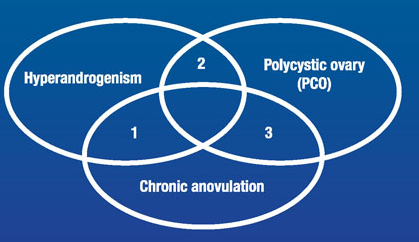 2
Hyperandrogenism
Polycystic ovary
(PCO)
1
3
Chronic anovulation